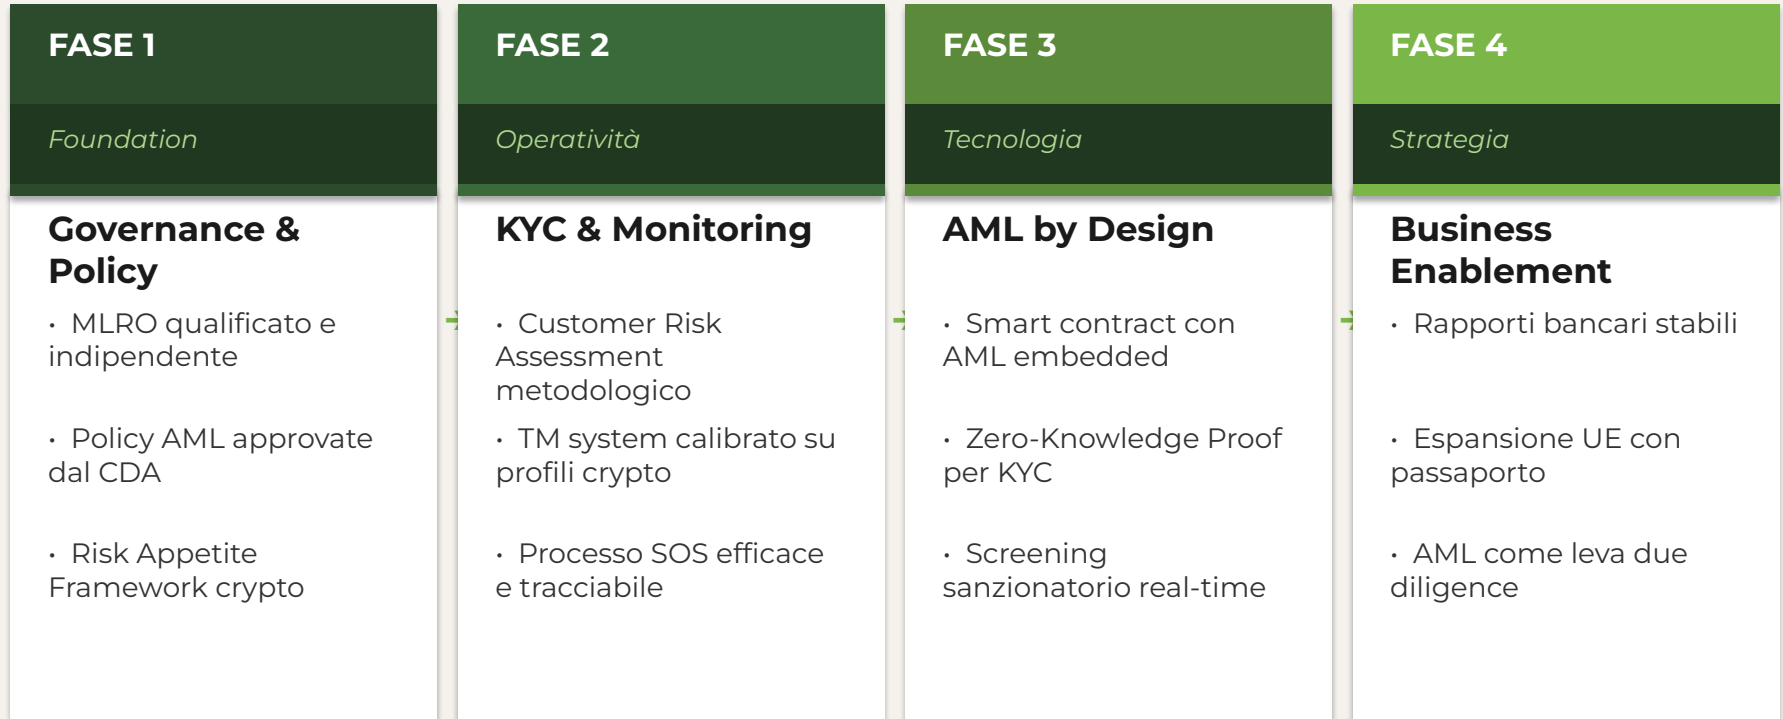 FASE 1
Foundation
Governance &
Policy
• MLRO qualificato e
indipendente
• Policy AML approvate
dal CDA
• Risk Appetite
Framework crypto
FASE 2
Operatività
KYC & Monitoring
• Customer Risk
Assessment
metodologico
• TM system calibrato su
profili crypto
• Processo SOS efficace
e tracciabile
FASE 3
Tecnologia
AML by Design
• Smart contract con
AML embedded
• Zero-Knowledge Proof
per KYC
• Screening
sanzionatorio real-time
FASE 4
Strategia
Business
Enablement
• Rapporti bancari stabili
• Espansione UE con
passaporto
• AML come leva due
diligence